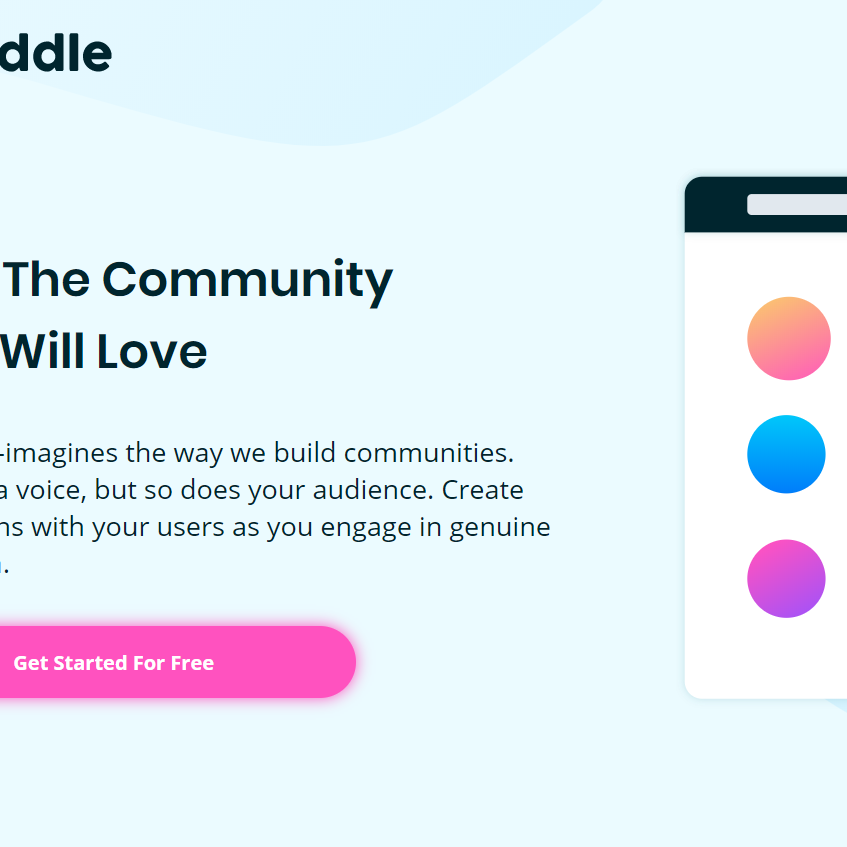 ddle
The Community
Will Love
-imagines the way we build communities.
a voice, but so does your audience. Create
ns with your users as you engage in genuine
.
Get Started For Free